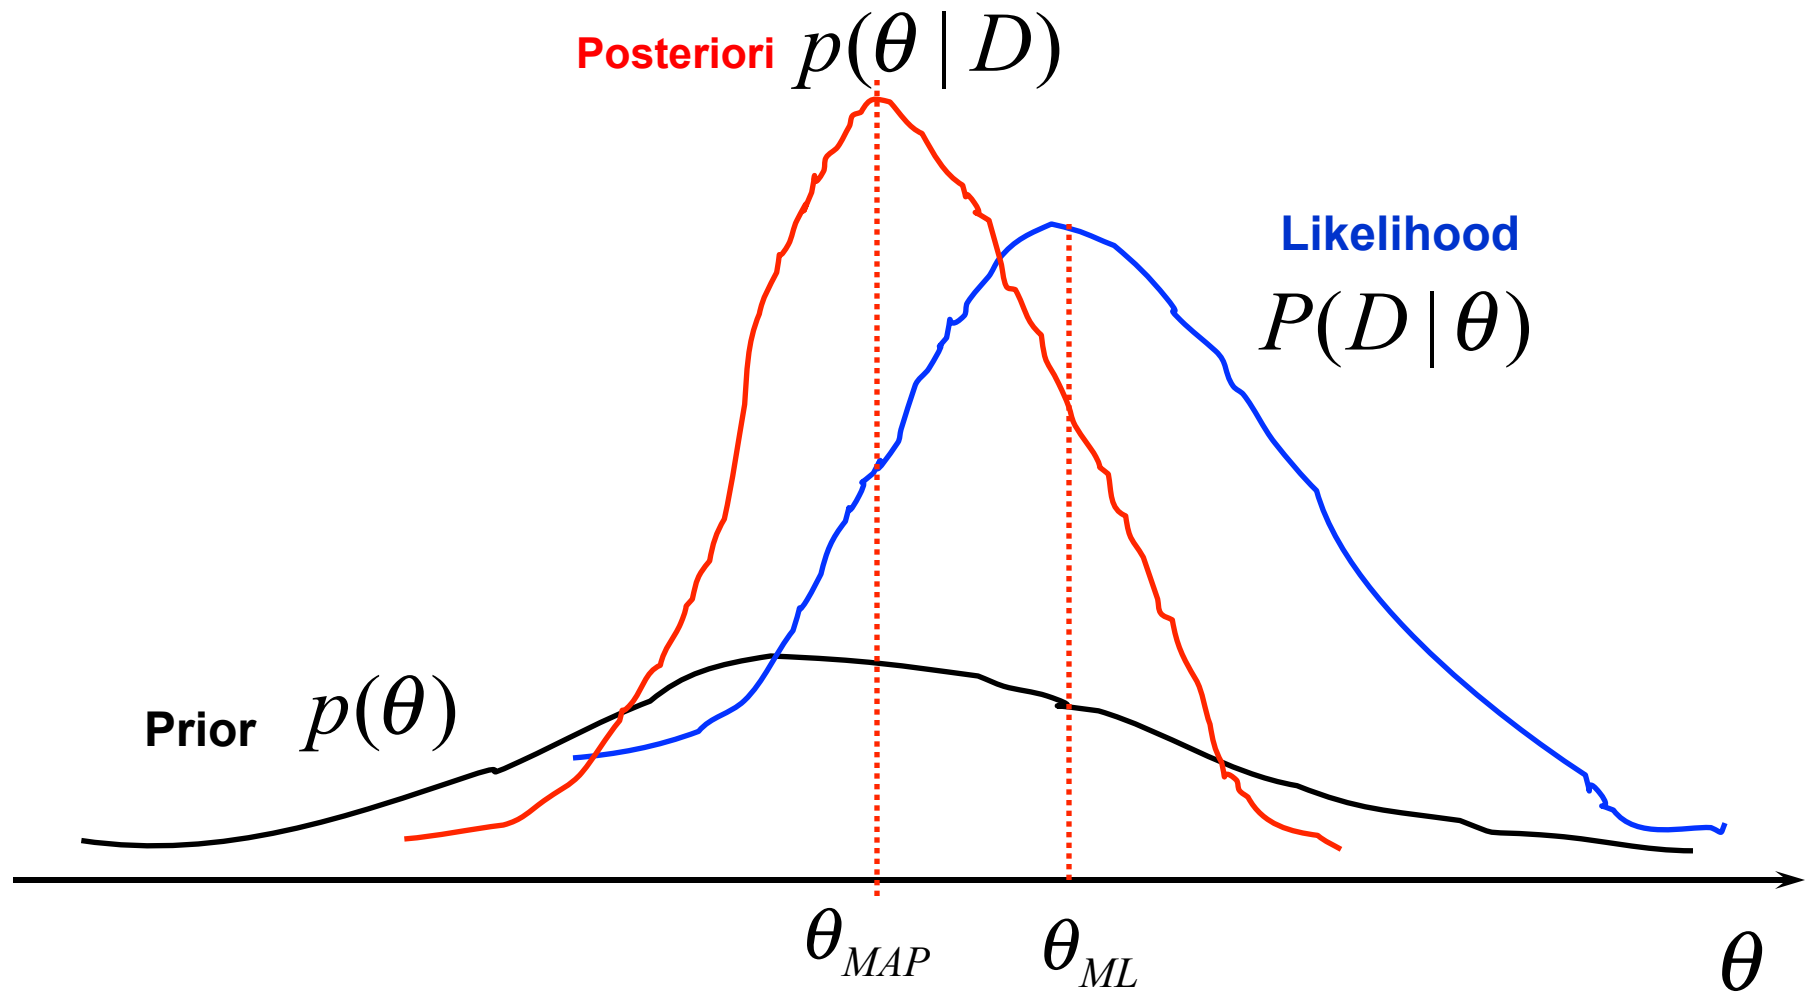 Posteriori p(θ | D)
Likelihood
P(D | θ)
Prior p(θ)
θ_MAP
θ_ML
θ